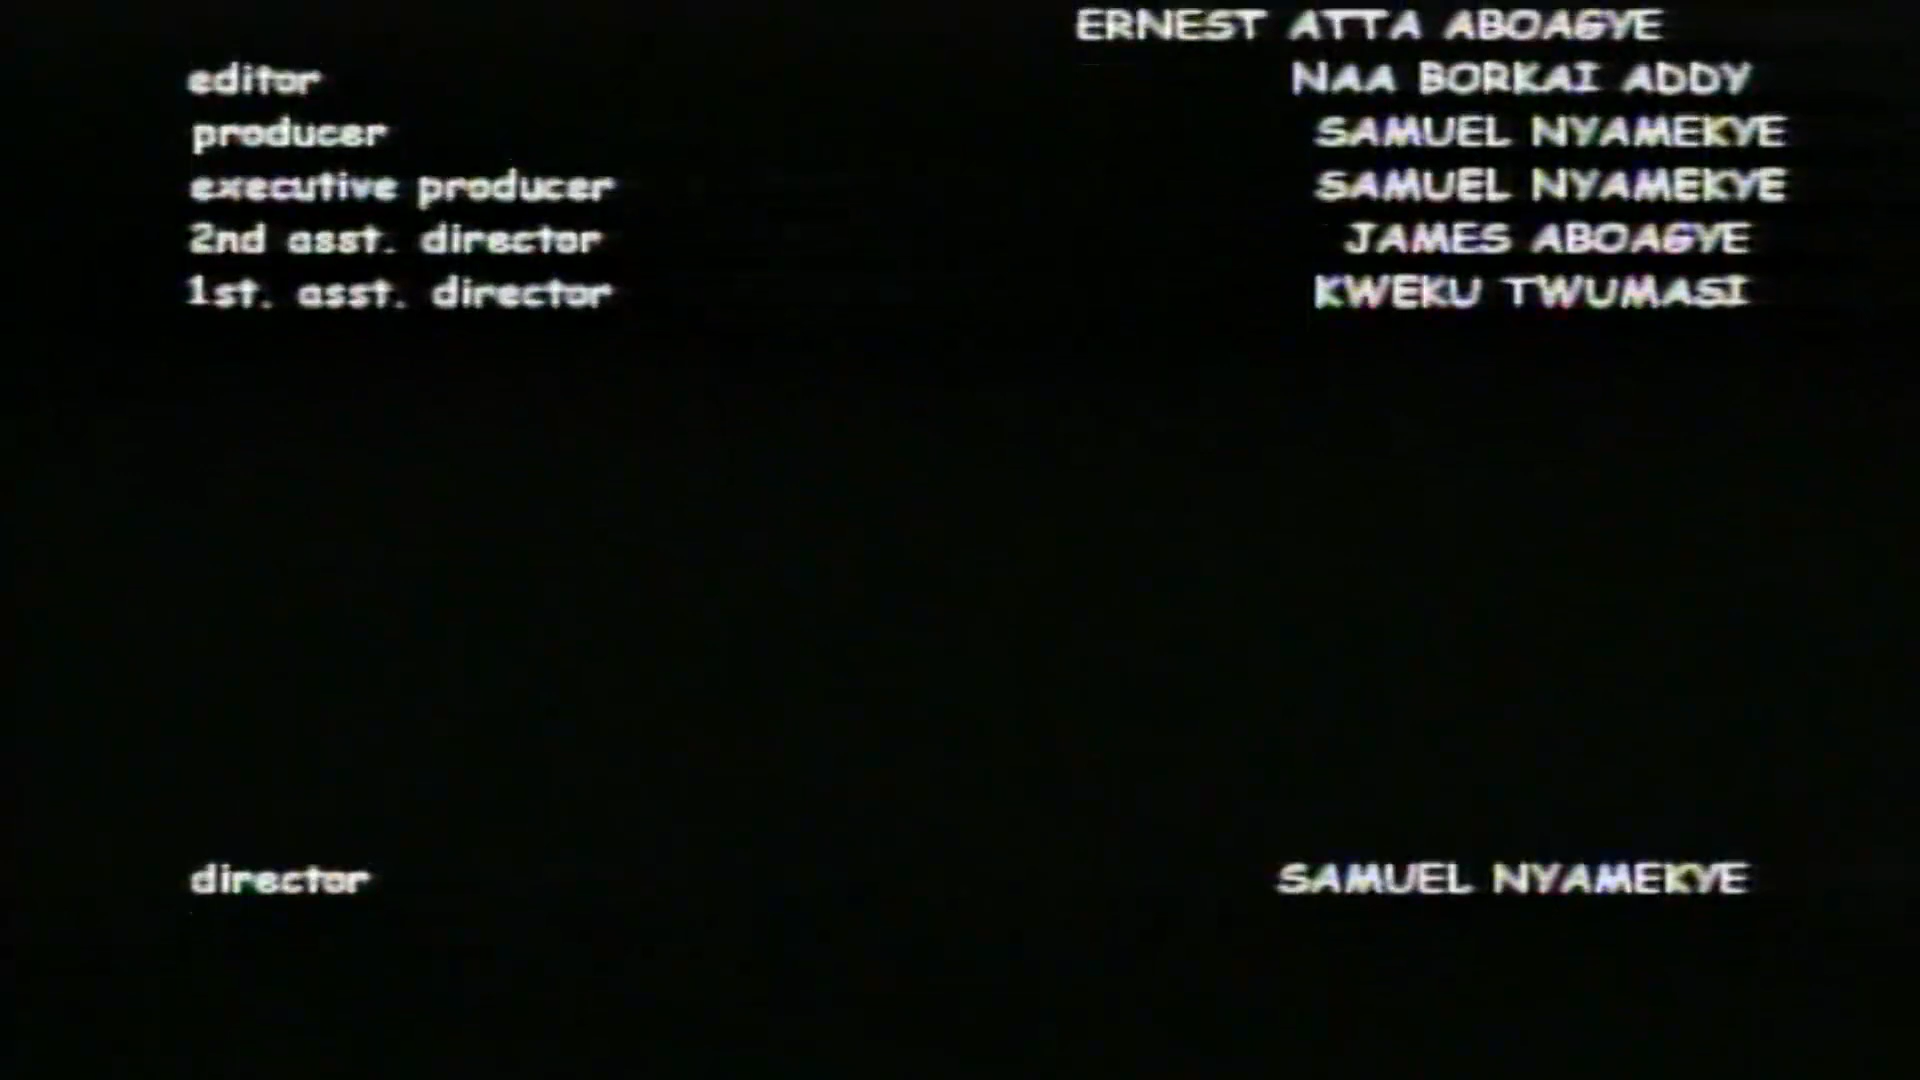 ERNEST ATTA ABOAGYE
editor NAA BORKAI ADDY
producer SAMUEL NYAMEKYE
executive producer SAMUEL NYAMEKYE
2nd asst. director JAMES ABOAGYE
1st. asst. director KWEKU TWUMASI
director SAMUEL NYAMEKYE